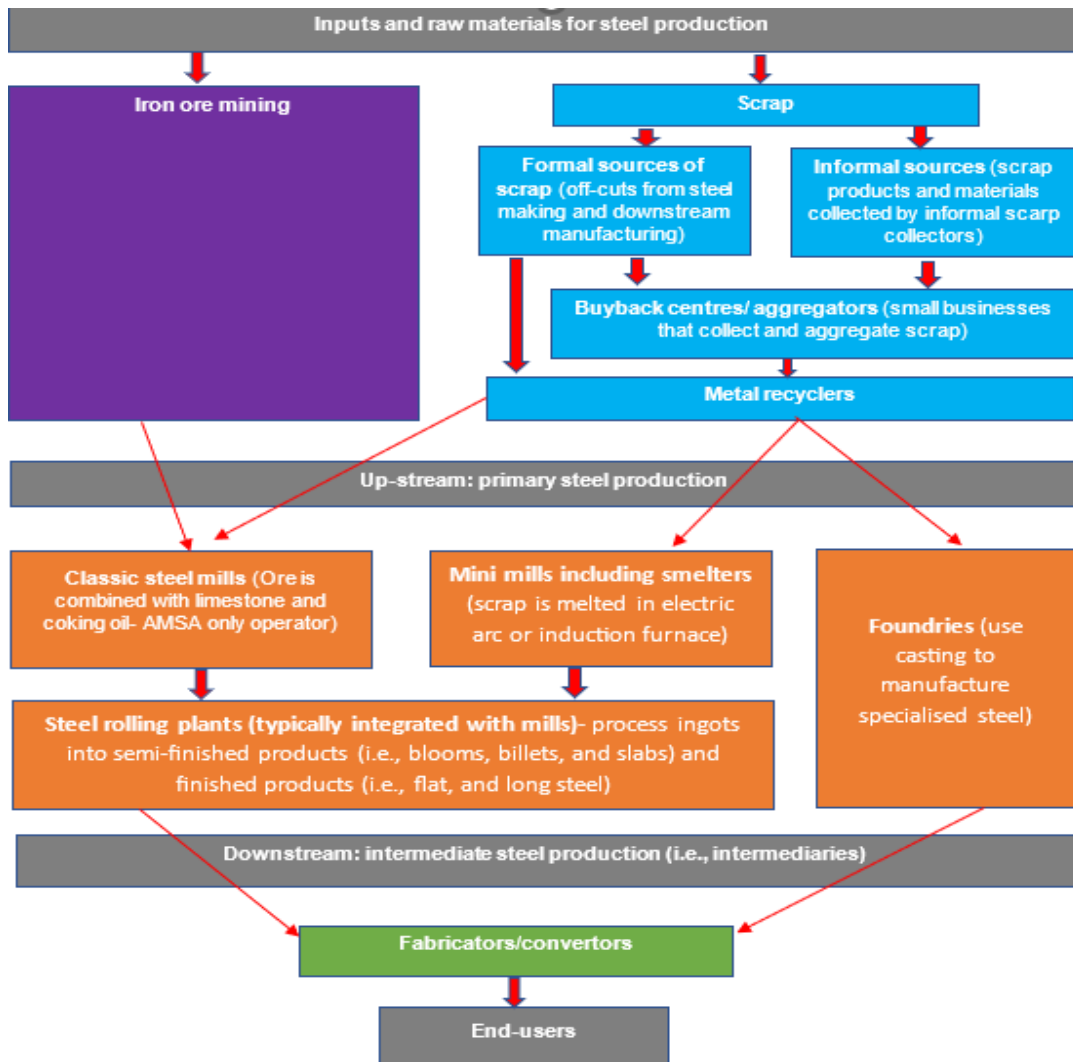 Inputs and raw materials for steel production
Iron ore mining
Scrap
Formal sources of
scrap (off-cuts from steel
making and downstream
manufacturing)
Informal sources (scrap
products and materials
collected by informal scarp
collectors)
Buyback centres/ aggregators (small businesses
that collect and aggregate scrap)
Metal recyclers
Up-stream: primary steel production
Classic steel mills (Ore is
combined with limestone and
coking oil- AMSA only operator)
Mini mills including smelters
(scrap is melted in electric
arc or induction furnace)
Foundries (use
casting to
manufacture
specialised steel)
Steel rolling plants (typically integrated with mills)- process ingots
into semi-finished products (i.e., blooms, billets, and slabs) and
finished products (i.e., flat, and long steel)
Downstream: intermediate steel production (i.e., intermediaries)
Fabricators/convertors
End-users